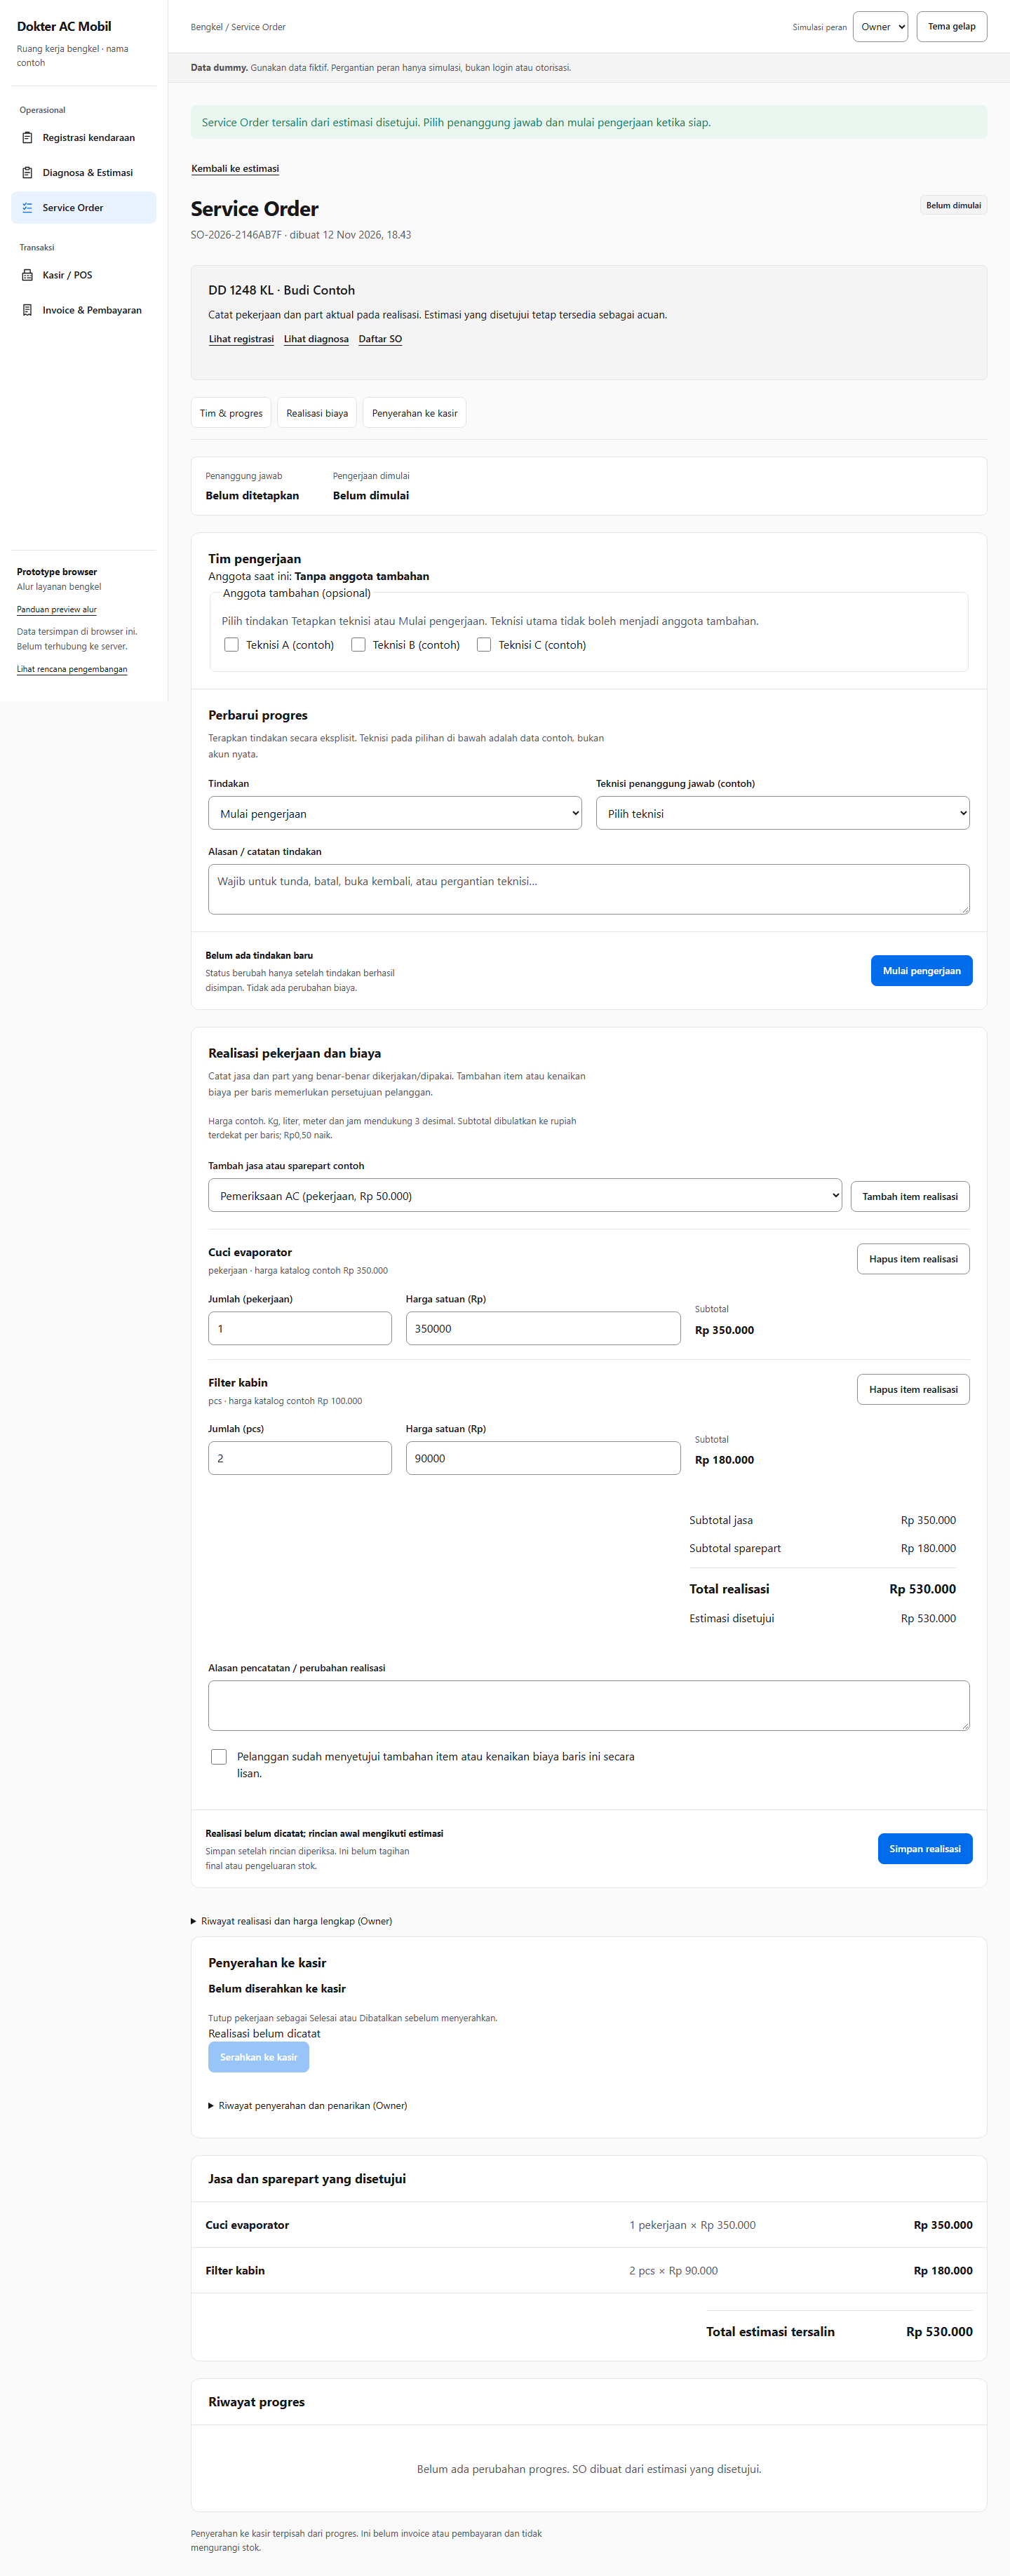 Dokter AC Mobil
Ruang kerja bengkel · nama
contoh
Operasional
Registrasi kendaraan
Diagnosa & Estimasi
Service Order
Transaksi
Kasir / POS
Invoice & Pembayaran
Prototype browser
Alur layanan bengkel
Panduan preview alur
Data tersimpan di browser ini.
Belum terhubung ke server.
Lihat rencana pengembangan
Bengkel / Service Order
Simulasi peran
Owner
Tema gelap
Data dummy. Gunakan data fiktif. Pergantian peran hanya simulasi, bukan login atau otorisasi.
Service Order tersalin dari estimasi disetujui. Pilih penanggung jawab dan mulai pengerjaan ketika siap.
Kembali ke estimasi
Service Order
Belum dimulai
SO-2026-2146AB7F · dibuat 12 Nov 2026, 18.43
DD 1248 KL · Budi Contoh
Catat pekerjaan dan part aktual pada realisasi. Estimasi yang disetujui tetap tersedia sebagai acuan.
Lihat registrasi Lihat diagnosa Daftar SO
Tim & progres
Realisasi biaya
Penyerahan ke kasir
Penanggung jawab
Belum ditetapkan
Pengerjaan dimulai
Belum dimulai
Tim pengerjaan
Anggota saat ini: Tanpa anggota tambahan
Anggota tambahan (opsional)
Pilih tindakan Tetapkan teknisi atau Mulai pengerjaan. Teknisi utama tidak boleh menjadi anggota tambahan.
Teknisi A (contoh) Teknisi B (contoh) Teknisi C (contoh)
Perbarui progres
Terapkan tindakan secara eksplisit. Teknisi pada pilihan di bawah adalah data contoh, bukan
akun nyata.
Tindakan
Mulai pengerjaan
Teknisi penanggung jawab (contoh)
Pilih teknisi
Alasan / catatan tindakan
Wajib untuk tunda, batal, buka kembali, atau pergantian teknisi...
Belum ada tindakan baru
Status berubah hanya setelah tindakan berhasil
disimpan. Tidak ada perubahan biaya.
Mulai pengerjaan
Realisasi pekerjaan dan biaya
Catat jasa dan part yang benar-benar dikerjakan/dipakai. Tambahan item atau kenaikan
biaya per baris memerlukan persetujuan pelanggan.
Harga contoh. Kg, liter, meter dan jam mendukung 3 desimal. Subtotal dibulatkan ke rupiah
terdekat per baris; Rp0,50 naik.
Tambah jasa atau sparepart contoh
Pemeriksaan AC (pekerjaan, Rp 50.000)
Tambah item realisasi
Cuci evaporator
pekerjaan · harga katalog contoh Rp 350.000
Hapus item realisasi
Jumlah (pekerjaan)
1
Harga satuan (Rp)
350000
Subtotal
Rp 350.000
Filter kabin
pcs · harga katalog contoh Rp 100.000
Hapus item realisasi
Jumlah (pcs)
2
Harga satuan (Rp)
90000
Subtotal
Rp 180.000
Subtotal jasa Rp 350.000
Subtotal sparepart Rp 180.000
Total realisasi Rp 530.000
Estimasi disetujui Rp 530.000
Alasan pencatatan / perubahan realisasi
Pelanggan sudah menyetujui tambahan item atau kenaikan biaya baris ini secara
lisan.
Realisasi belum dicatat; rincian awal mengikuti estimasi
Simpan setelah rincian diperiksa. Ini belum tagihan
final atau pengeluaran stok.
Simpan realisasi
Riwayat realisasi dan harga lengkap (Owner)
Penyerahan ke kasir
Belum diserahkan ke kasir
Tutup pekerjaan sebagai Selesai atau Dibatalkan sebelum menyerahkan.
Realisasi belum dicatat
Serahkan ke kasir
Riwayat penyerahan dan penarikan (Owner)
Jasa dan sparepart yang disetujui
Cuci evaporator 1 pekerjaan × Rp 350.000 Rp 350.000
Filter kabin 2 pcs × Rp 90.000 Rp 180.000
Total estimasi tersalin Rp 530.000
Riwayat progres
Belum ada perubahan progres. SO dibuat dari estimasi yang disetujui.
Penyerahan ke kasir terpisah dari progres. Ini belum invoice atau pembayaran dan tidak
mengurangi stok.